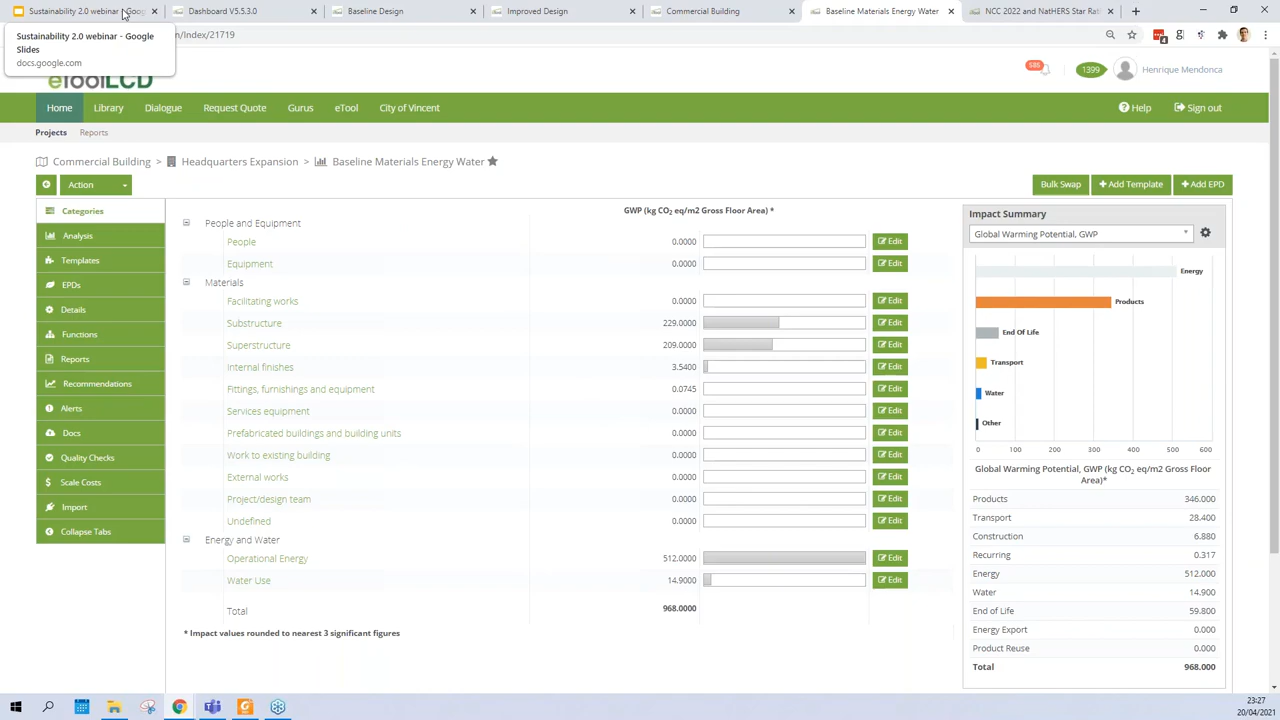 Sustainability 2.0 webinar - Goog
Dashboard V5.5.3.0
Baseline Design
Improved Design
Commercial Building
Baseline Materials Energy Water
NCC 2022 and NatHERS Star Rati
Sustainability 2.0 webinar - Google
Slides
docs.google.com
n/Index/21719
4
eToolLCD
585
1399
Henrique Mendonca
Home
Library
Dialogue
Request Quote
Gurus
eTool
City of Vincent
Help
Sign out
Projects
Reports
Commercial Building > Headquarters Expansion > Baseline Materials Energy Water
Action
Bulk Swap
Add Template
Add EPD
Categories
Analysis
Templates
EPDs
Details
Functions
Reports
Recommendations
Alerts
Docs
Quality Checks
$ Scale Costs
Import
Collapse Tabs
GWP (kg CO2 eq/m2 Gross Floor Area) *
People and Equipment
People 0.0000 Edit
Equipment 0.0000 Edit
Materials
Facilitating works 0.0000 Edit
Substructure 229.0000 Edit
Superstructure 209.0000 Edit
Internal finishes 3.5400 Edit
Fittings, furnishings and equipment 0.0745 Edit
Services equipment 0.0000 Edit
Prefabricated buildings and building units 0.0000 Edit
Work to existing building 0.0000 Edit
External works 0.0000 Edit
Project/design team 0.0000 Edit
Undefined 0.0000 Edit
Energy and Water
Operational Energy 512.0000 Edit
Water Use 14.9000 Edit
Total 968.0000
* Impact values rounded to nearest 3 significant figures
Impact Summary
Global Warming Potential, GWP
Energy
Products
End Of Life
Transport
Water
Other
0 100 200 300 400 500 600
Global Warming Potential, GWP (kg CO2 eq/m2 Gross Floor
Area)*
Products 346.000
Transport 28.400
Construction 6.880
Recurring 0.317
Energy 512.000
Water 14.900
End of Life 59.800
Energy Export 0.000
Product Reuse 0.000
Total 968.000
23:27
20/04/2021